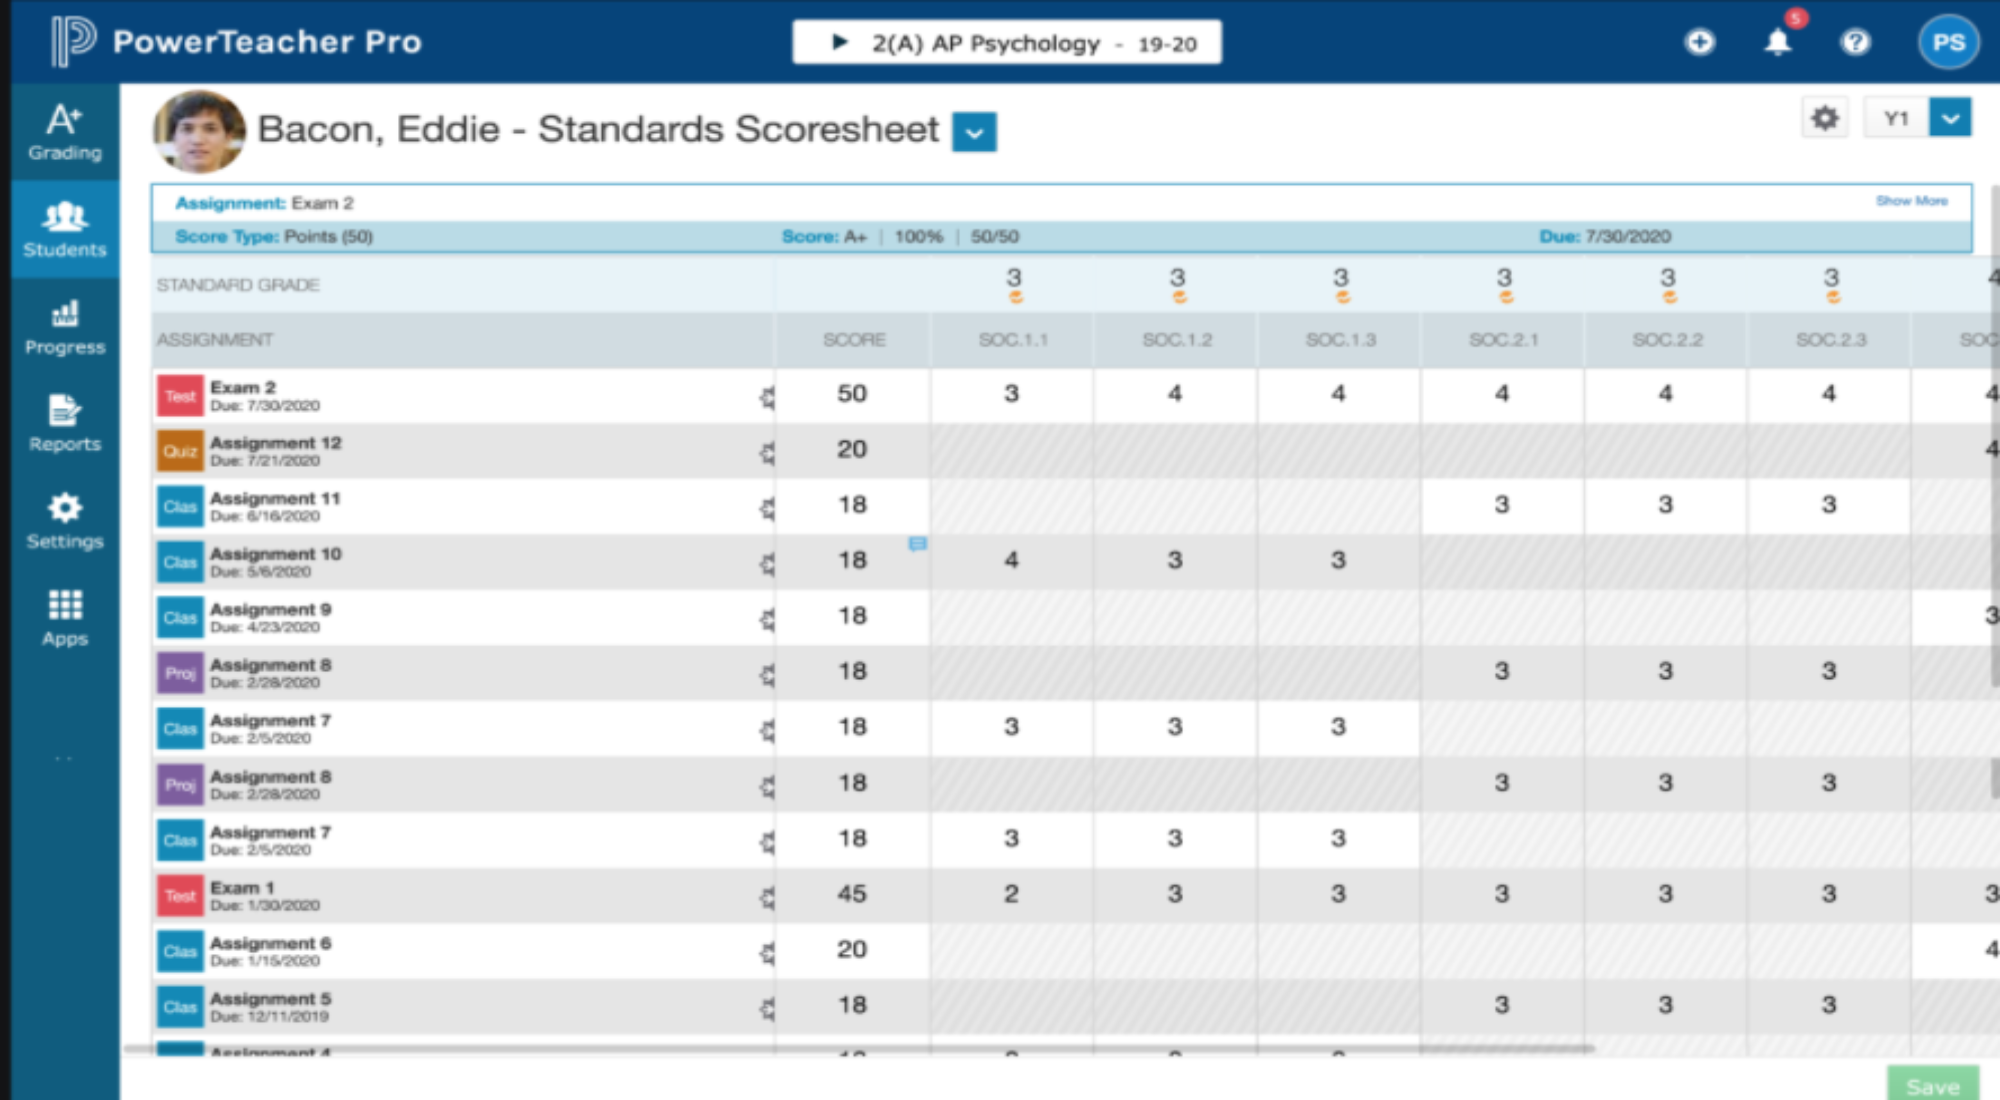 PowerTeacher Pro
2(A) AP Psychology - 19-20
5
PS
A+
Grading
Students
Progress
Reports
Settings
Apps
Bacon, Eddie - Standards Scoresheet
Y1
Assignment: Exam 2
Show More
Score Type: Points (50) Score: A+ | 100% | 50/50 Due: 7/30/2020
STANDARD GRADE 3 3 3 3 3 3 4
ASSIGNMENT SCORE SOC.1.1 SOC.1.2 SOC.1.3 SOC.2.1 SOC.2.2 SOC.2.3 SOC
Test Exam 2 50 3 4 4 4 4 4 4
Due: 7/30/2020
Quiz Assignment 12 20 4
Due: 7/21/2020
Clas Assignment 11 18 3 3 3
Due: 6/16/2020
Clas Assignment 10 18 4 3 3
Due: 5/6/2020
Clas Assignment 9 18 3
Due: 4/23/2020
Proj Assignment 8 18 3 3 3
Due: 2/28/2020
Clas Assignment 7 18 3 3 3
Due: 2/5/2020
Proj Assignment 8 18 3 3 3
Due: 2/28/2020
Clas Assignment 7 18 3 3 3
Due: 2/5/2020
Test Exam 1 45 2 3 3 3 3 3 3
Due: 1/30/2020
Clas Assignment 6 20 4
Due: 1/15/2020
Clas Assignment 5 18 3 3 3
Due: 12/11/2019
Assignment 4
Save